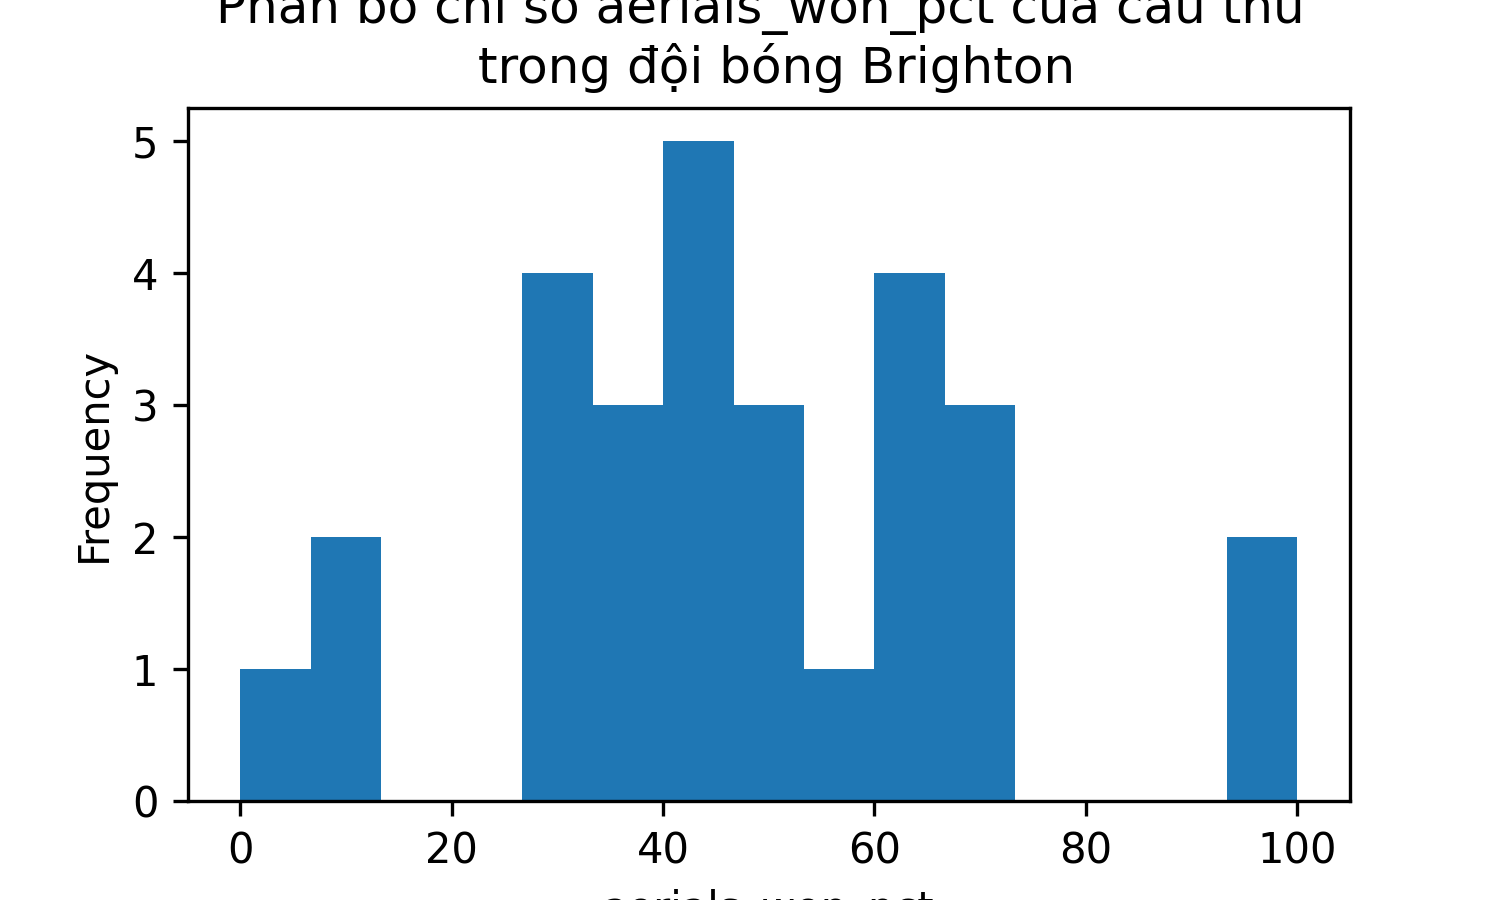 Phân bố chỉ số aerials_won_pct của cầu thủ
trong đội bóng Brighton
5
4
3
2
1
0
Frequency
0 20 40 60 80 100
aerials_won_pct